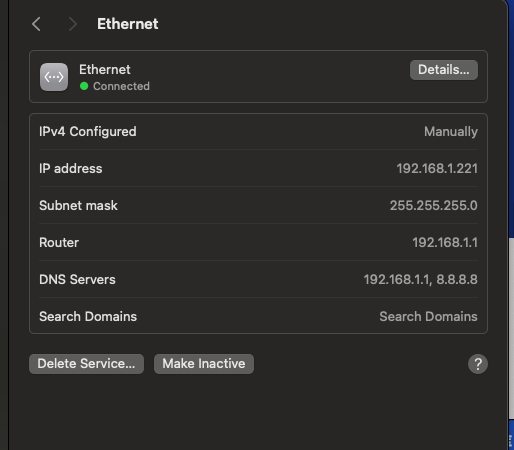 Ethernet
Ethernet
Connected
Details...
IPv4 Configured Manually
IP address 192.168.1.221
Subnet mask 255.255.255.0
Router 192.168.1.1
DNS Servers 192.168.1.1, 8.8.8.8
Search Domains Search Domains
Delete Service... Make Inactive ?